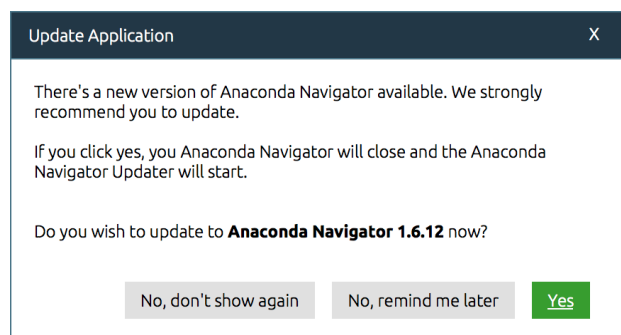 Update Application X
There's a new version of Anaconda Navigator available. We strongly
recommend you to update.
If you click yes, you Anaconda Navigator will close and the Anaconda
Navigator Updater will start.
Do you wish to update to Anaconda Navigator 1.6.12 now?
No, don't show again No, remind me later Yes